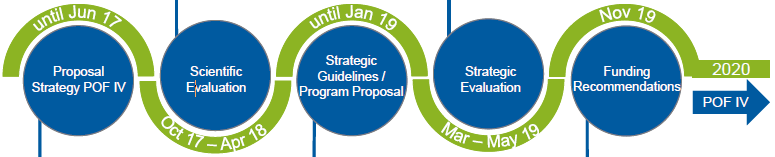 until Jun 17
Proposal
Strategy POF IV
Scientific
Evaluation
Oct 17 – Apr 18
until Jan 19
Strategic
Guidelines /
Program Proposal
Strategic
Evaluation
Mar – May 19
Nov 19
Funding
Recommendations
2020
POF IV